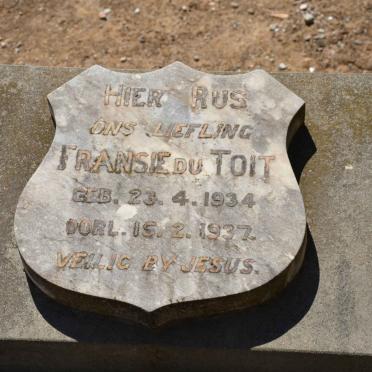 HIER RUS
ONS LIEFLING
FRANSIE DU TOIT
GEB. 23. 4. 1934
OORL. 15. 2. 1937.
VEILIG BY JESUS.